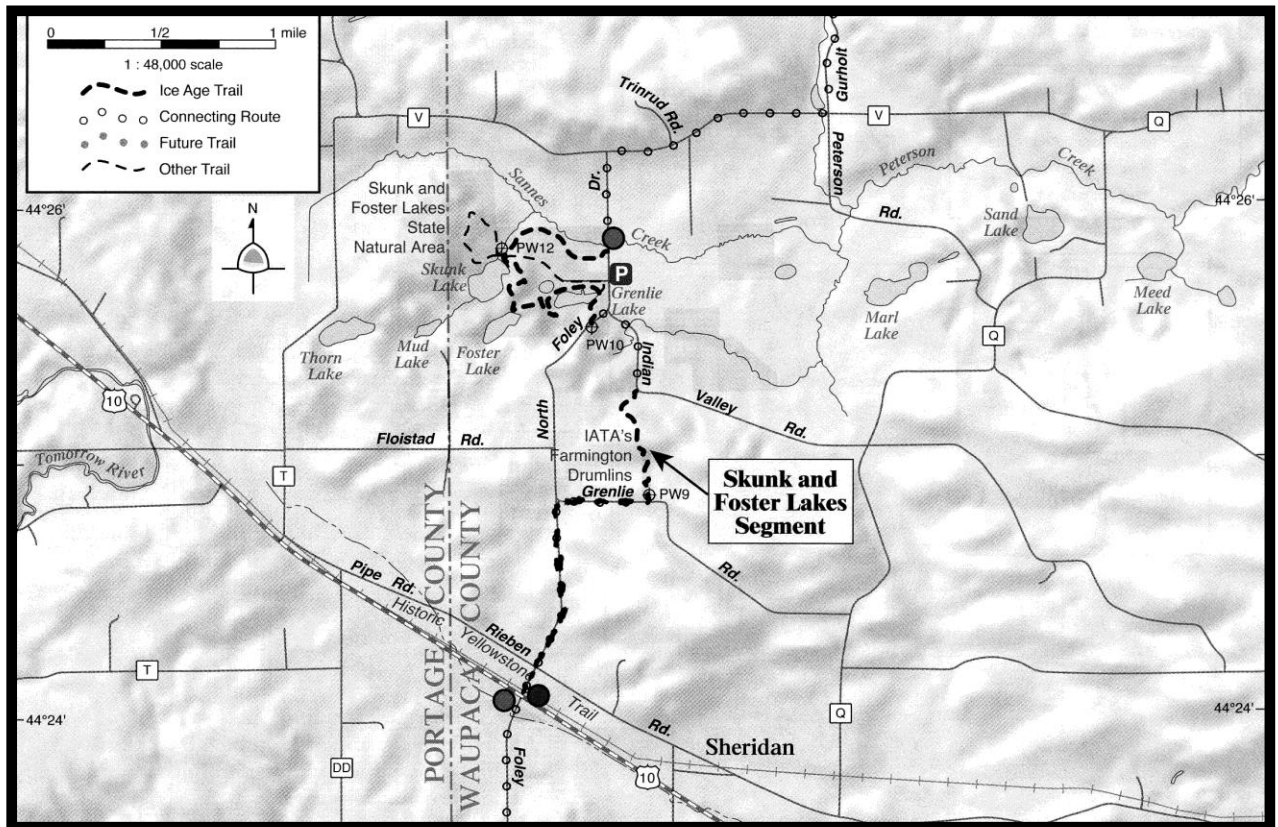 0 1/2 1 mile
1 : 48,000 scale
Ice Age Trail
Connecting Route
Future Trail
Other Trail
N
44°26'
44°26'
44°24'
44°24'
V
V
Q
Trinrud Rd.
Gurholt
Peterson
Rd.
Peterson
Creek
Dr.
Sannes
Creek
Skunk and
Foster Lakes
State
Natural Area
PW12
P
Skunk
Lake
Grenlie
Lake
Sand
Lake
Marl
Lake
Meed
Lake
Thorn
Lake
Mud
Lake
Foster
Lake
Foley
PW10
Indian
Valley
Rd.
Q
10
North
Floistad Rd.
Tomorrow River
T
IATA's
Farmington
Drumlins
Grenlie
PW9
Rd.
Skunk and
Foster Lakes
Segment
PORTAGE COUNTY
WAUPACA COUNTY
Pipe Rd.
Historic
Yellowstone
Trail
Rieben
Rd.
T
Q
DD
Foley
10
Sheridan